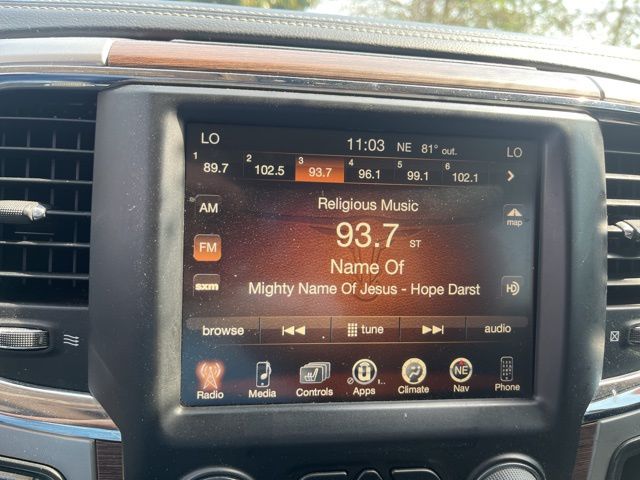 LO 11:03 NE 81° out. LO
1 89.7 2 102.5 3 93.7 4 96.1 5 99.1 6 102.1
AM Religious Music map
FM 93.7 ST
Name Of
sxm Mighty Name Of Jesus - Hope Darst HD
browse tune audio
NE
Radio Media Controls Apps Climate Nav Phone